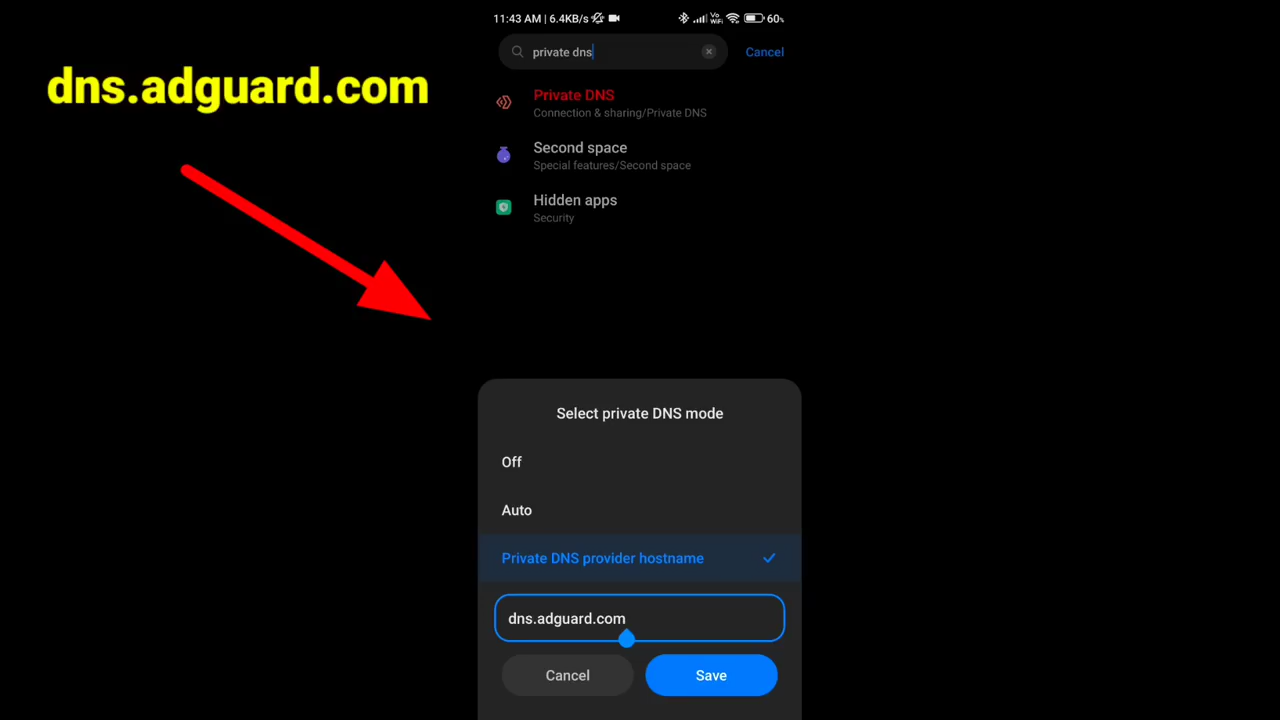 11:43 AM | 6.4KB/s
Vo
WiFi
60%
private dns
Cancel
dns.adguard.com
Private DNS
Connection & sharing/Private DNS
Second space
Special features/Second space
Hidden apps
Security
Select private DNS mode
Off
Auto
Private DNS provider hostname
dns.adguard.com
Cancel
Save